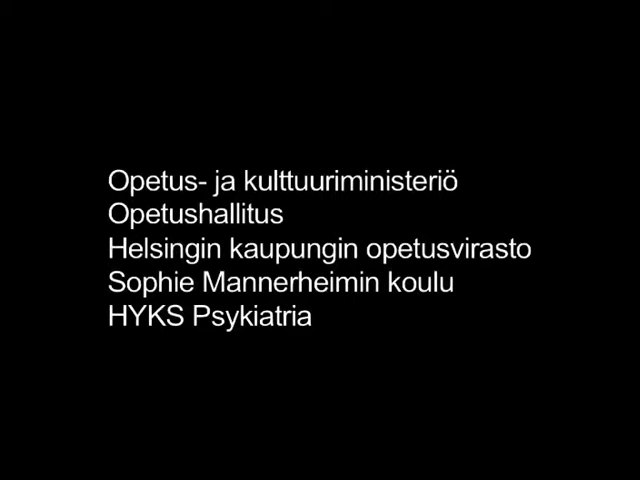 Opetus- ja kulttuuriministeriö
Opetushallitus
Helsingin kaupungin opetusvirasto
Sophie Mannerheimin koulu
HYKS Psykiatria